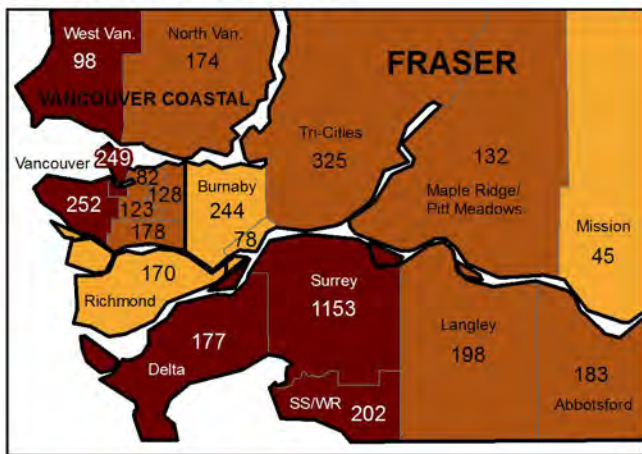 West Van.
98
North Van.
174
VANCOUVER COASTAL
FRASER
Tri-Cities
325
132
Maple Ridge/
Pitt Meadows
Mission
45
Vancouver
249
82
128
252
123
178
Burnaby
244
78
170
Richmond
Surrey
1153
177
Delta
Langley
198
SS/WR
202
183
Abbotsford